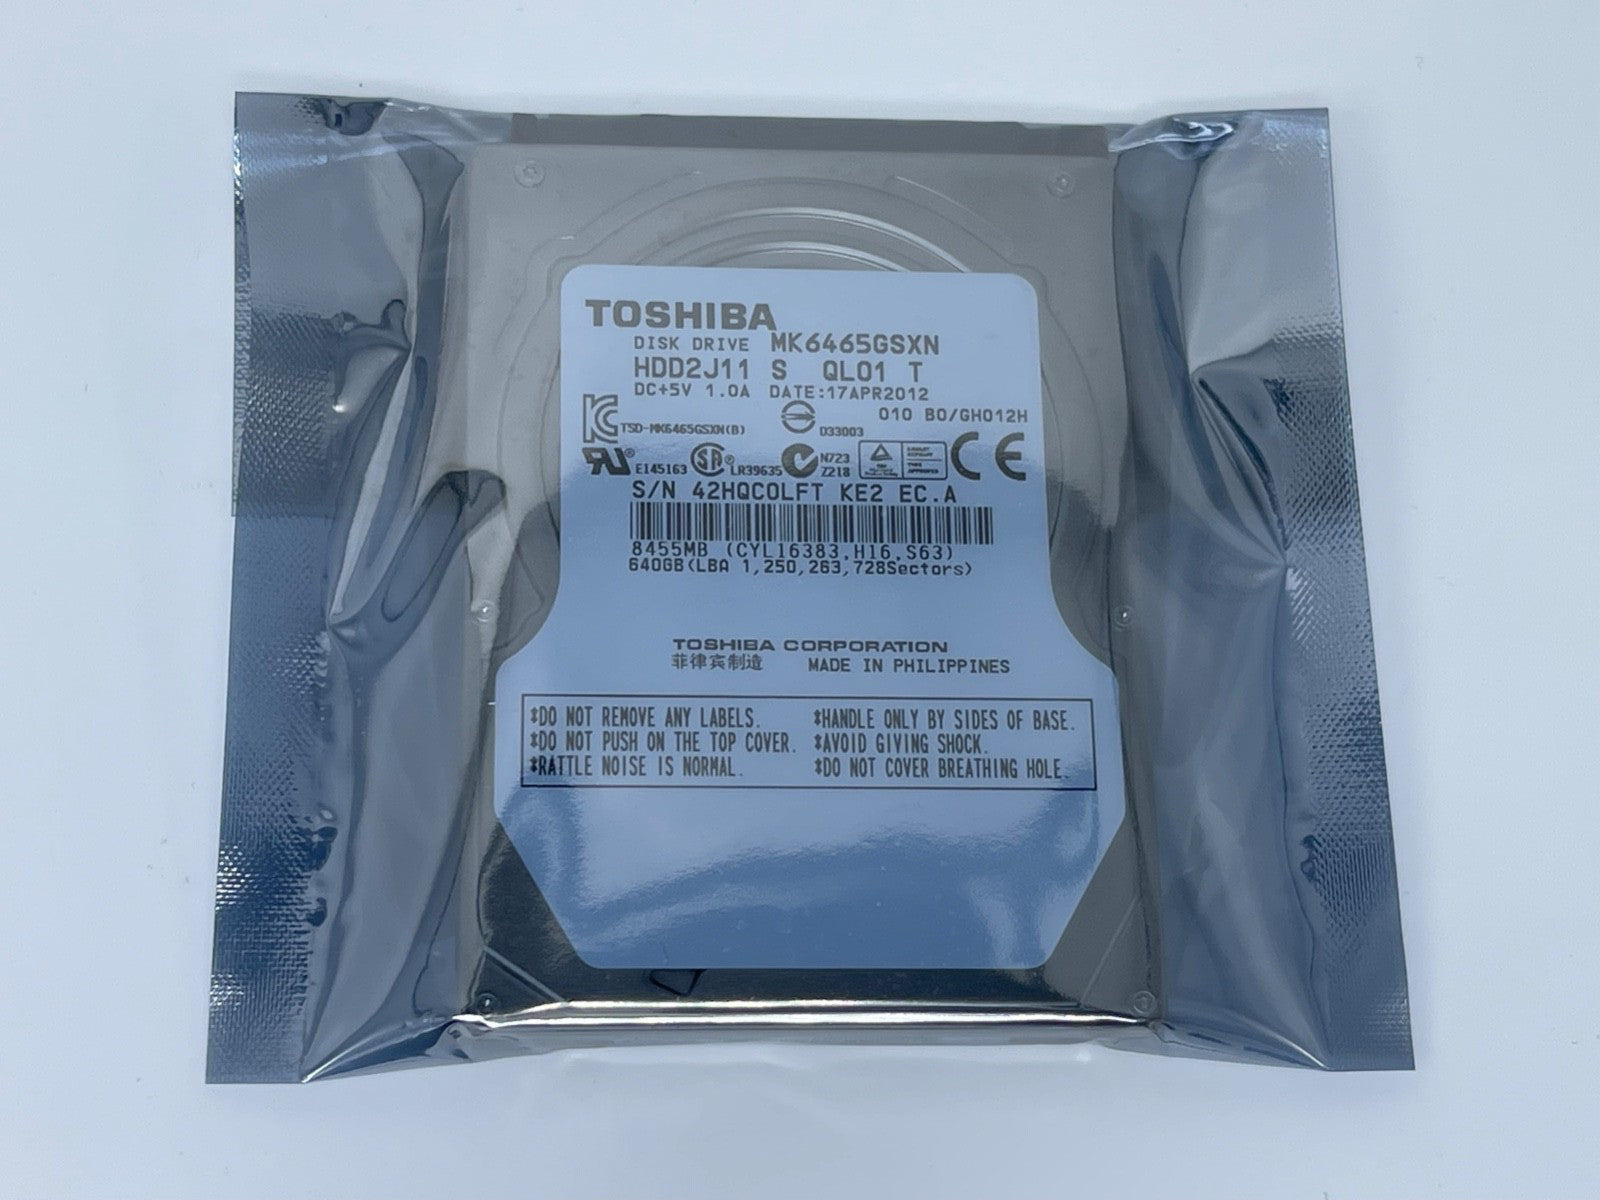 TOSHIBA
DISK DRIVE MK6465GSXN
HDD2J11 S QL01 T
DC+5V 1.0A DATE:17APR2012
010 B0/GH012H
TSD-MK6465GSXN(B)
D33003
E145163
LR39635
N723
Z218
CE
S/N 42HQC0LFT KE2 EC.A
8455MB (CYL16383,H16,S63)
640GB(LBA 1,250,263,728Sectors)
TOSHIBA CORPORATION
菲律宾制造 MADE IN PHILIPPINES
*DO NOT REMOVE ANY LABELS. *HANDLE ONLY BY SIDES OF BASE.
*DO NOT PUSH ON THE TOP COVER. *AVOID GIVING SHOCK.
*RATTLE NOISE IS NORMAL. *DO NOT COVER BREATHING HOLE.